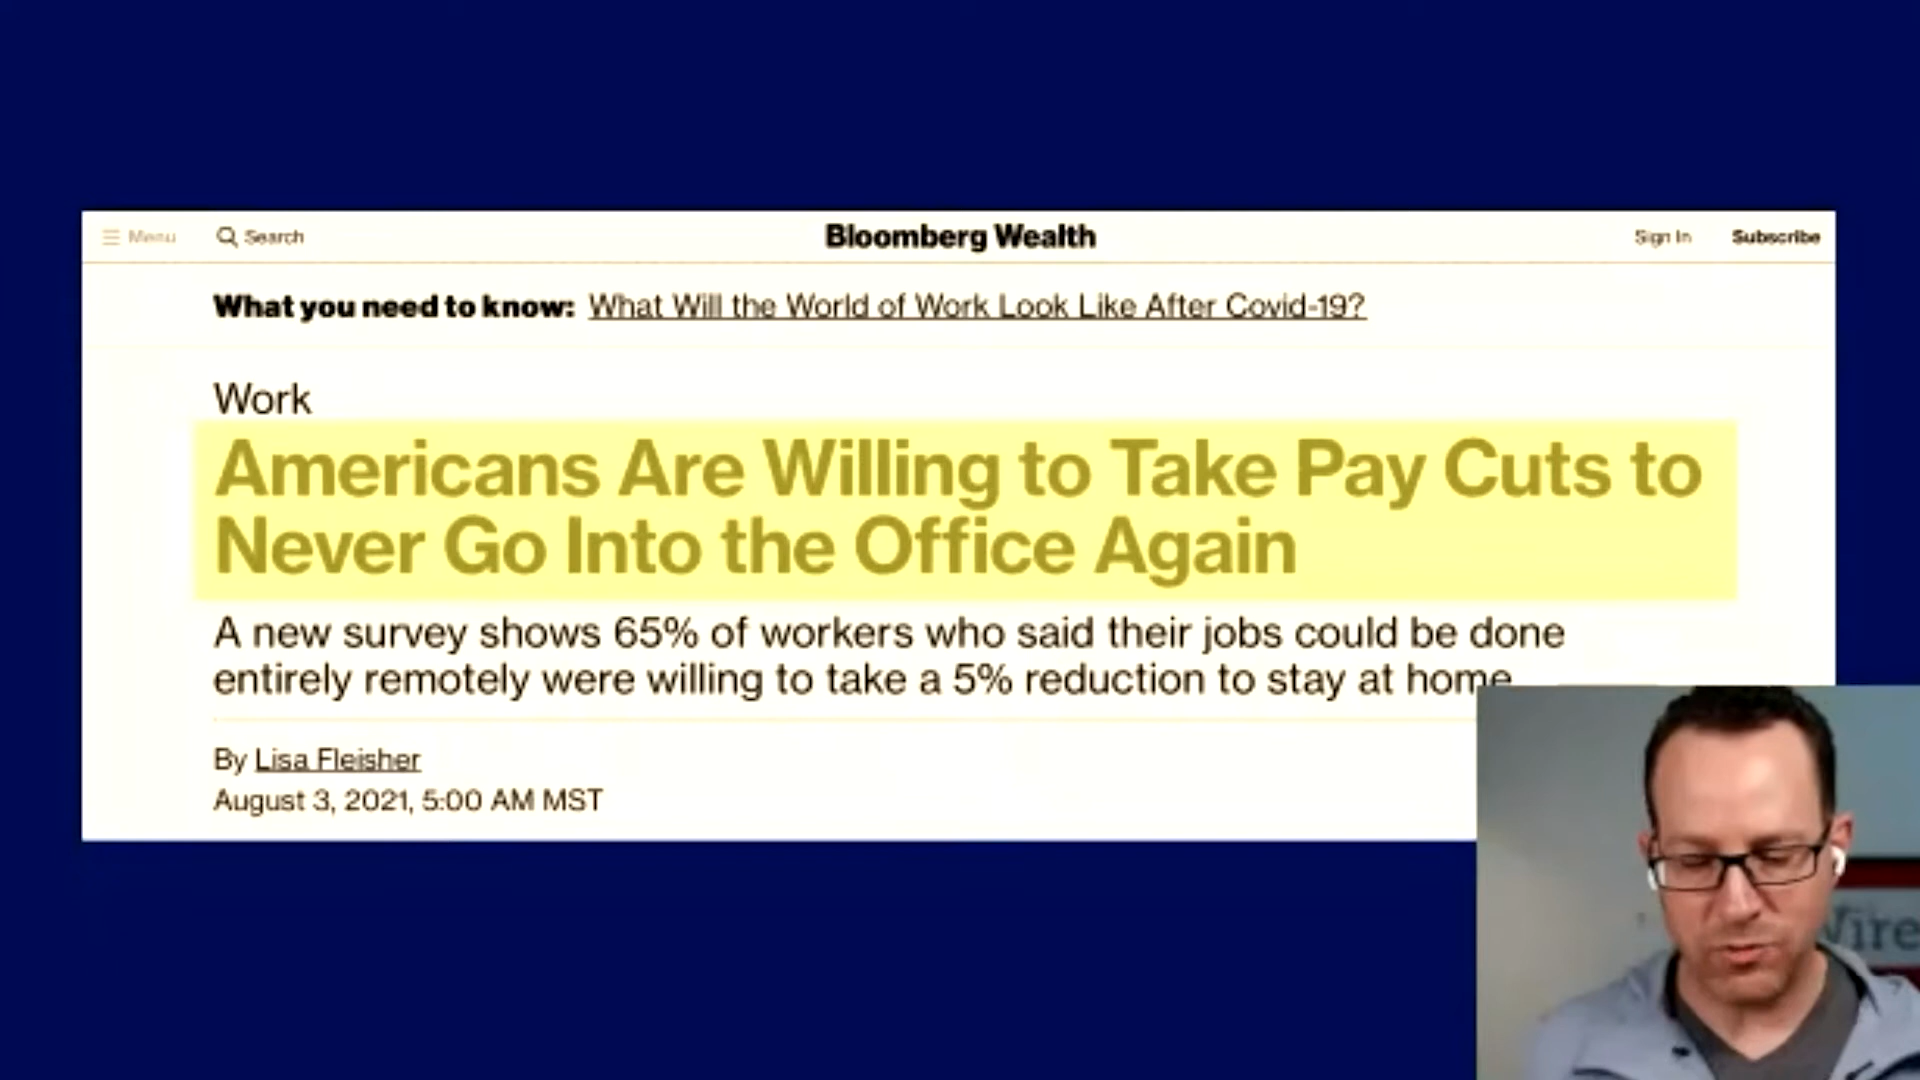 Menu Search Bloomberg Wealth Sign In Subscribe
What you need to know: What Will the World of Work Look Like After Covid-19?
Work
Americans Are Willing to Take Pay Cuts to
Never Go Into the Office Again
A new survey shows 65% of workers who said their jobs could be done
entirely remotely were willing to take a 5% reduction to stay at home
By Lisa Fleisher
August 3, 2021, 5:00 AM MST